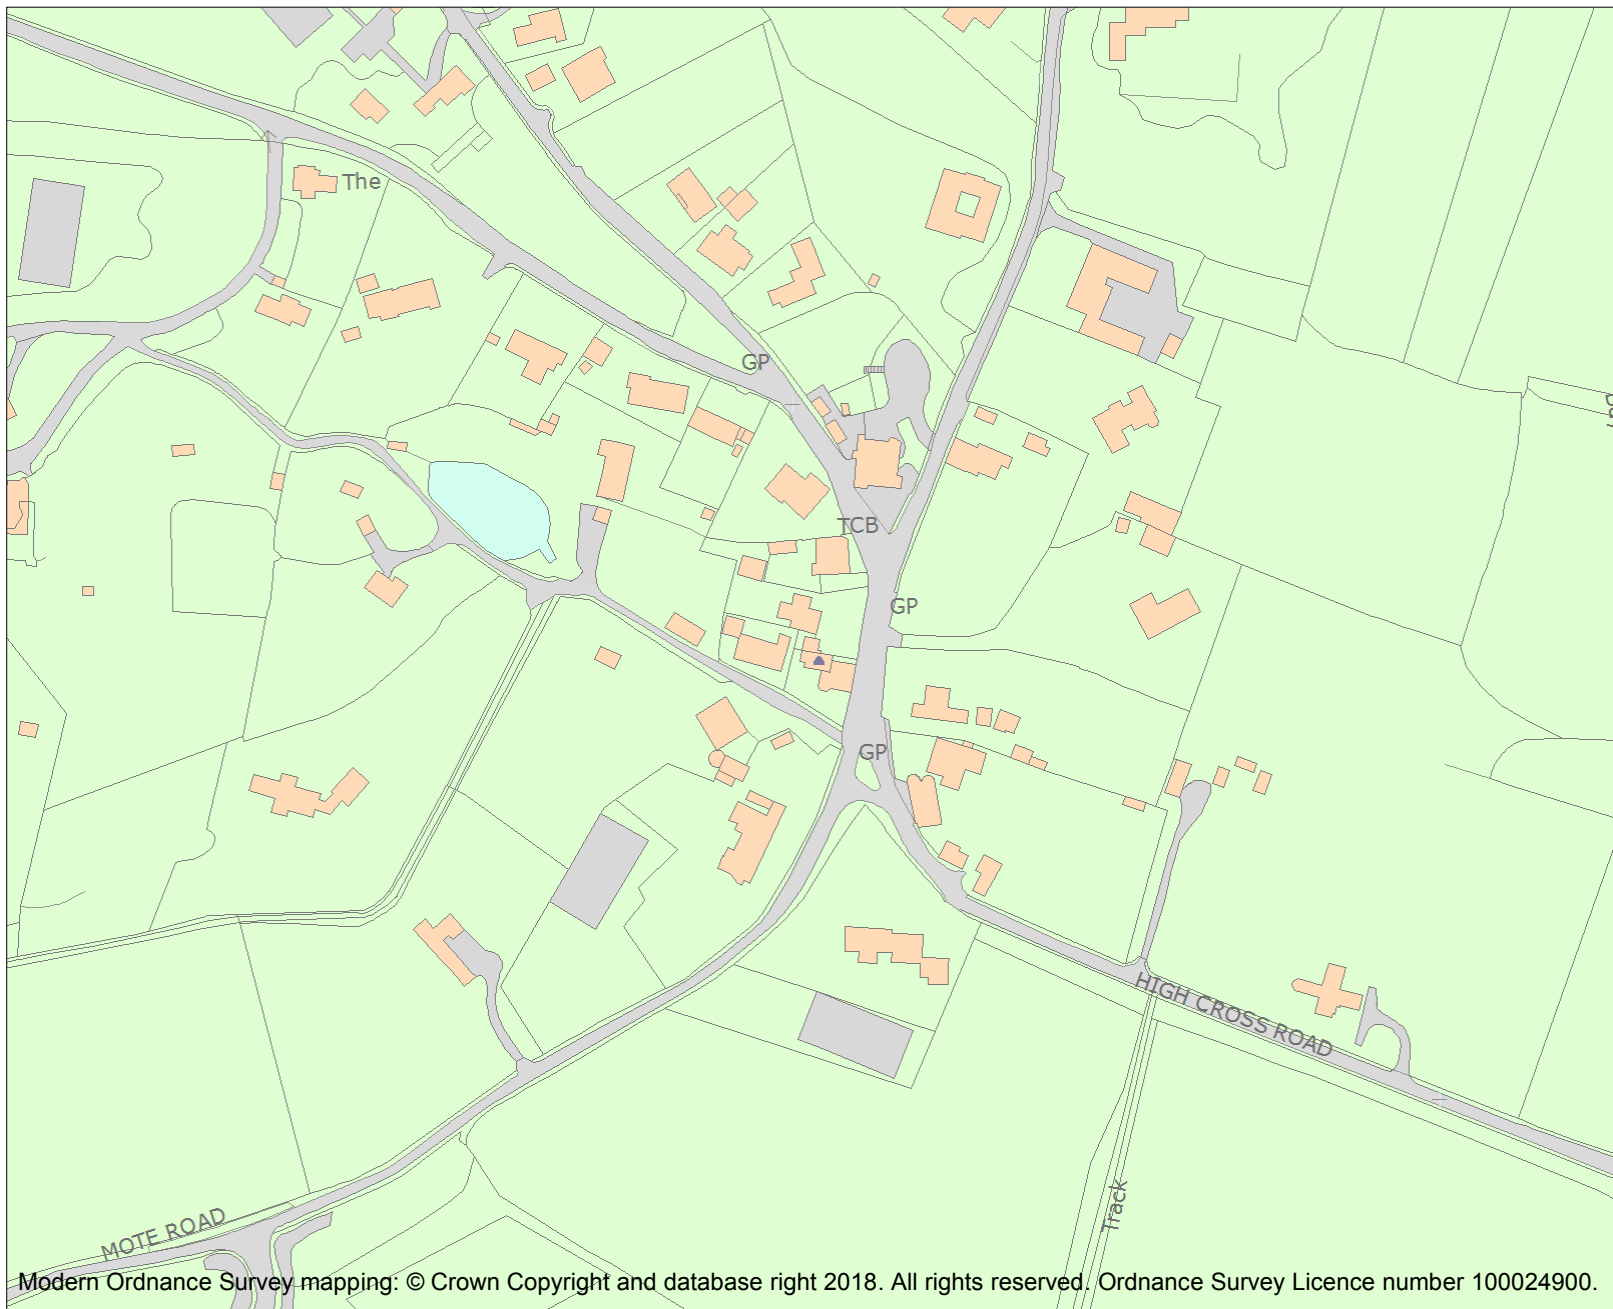 The
GP
TCB
GP
GP
HIGH CROSS ROAD
Track
MOTE ROAD
Modern Ordnance Survey mapping: © Crown Copyright and database right 2018. All rights reserved. Ordnance Survey Licence number 100024900.